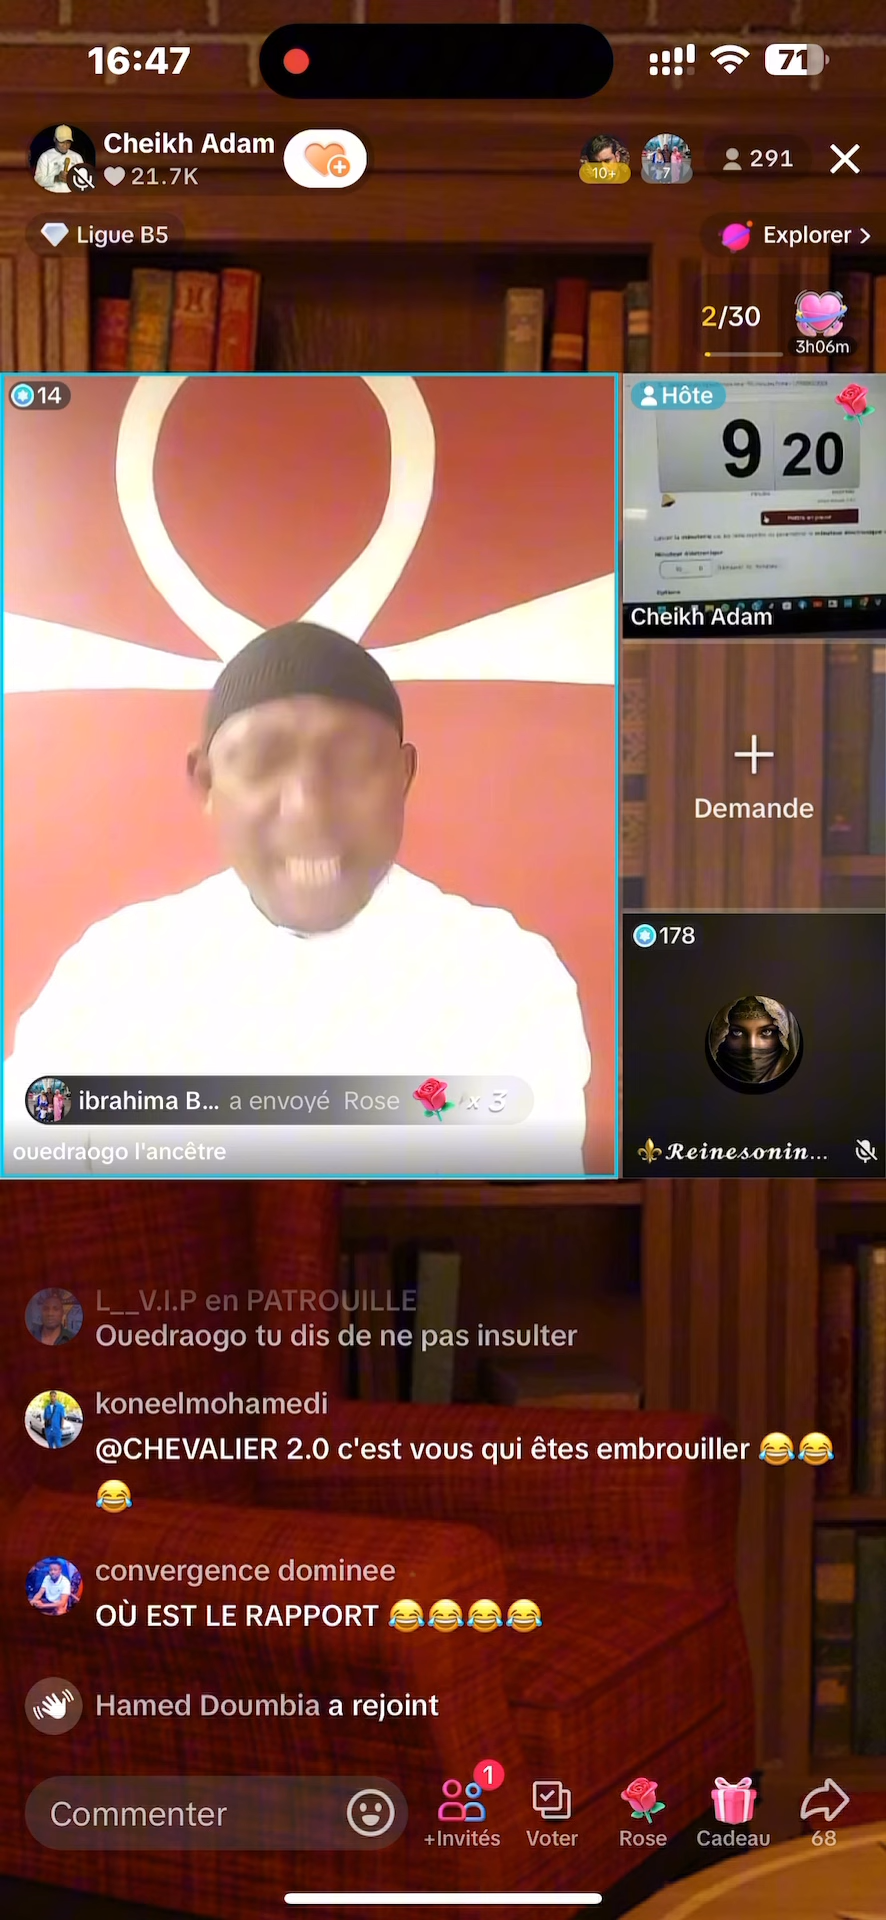 16:47
71
Cheikh Adam
21.7K
10+
7
291
Ligue B5
Explorer >
2/30
3h06m
14
Hôte
9 20
Cheikh Adam
Demande
178
ibrahima B... a envoyé Rose x 3
ouedraogo l'ancêtre
Reinesonin...
L__V.I.P en PATROUILLE
Ouedraogo tu dis de ne pas insulter
koneelmohamedi
@CHEVALIER 2.0 c'est vous qui êtes embrouiller 😂😂
😂
convergence dominee
OÙ EST LE RAPPORT 😂😂😂😂
Hamed Doumbia a rejoint
1
Commenter
+Invités
Voter
Rose
Cadeau
68